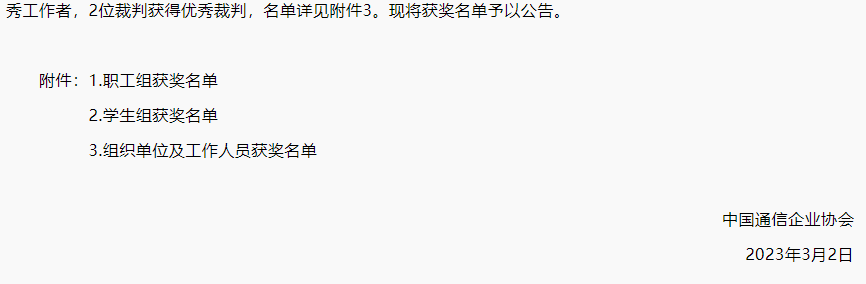 秀工作者，2位裁判获得优秀裁判，名单详见附件3。现将获奖名单予以公告。
附件：1.职工组获奖名单
2.学生组获奖名单
3.组织单位及工作人员获奖名单
中国通信企业协会
2023年3月2日